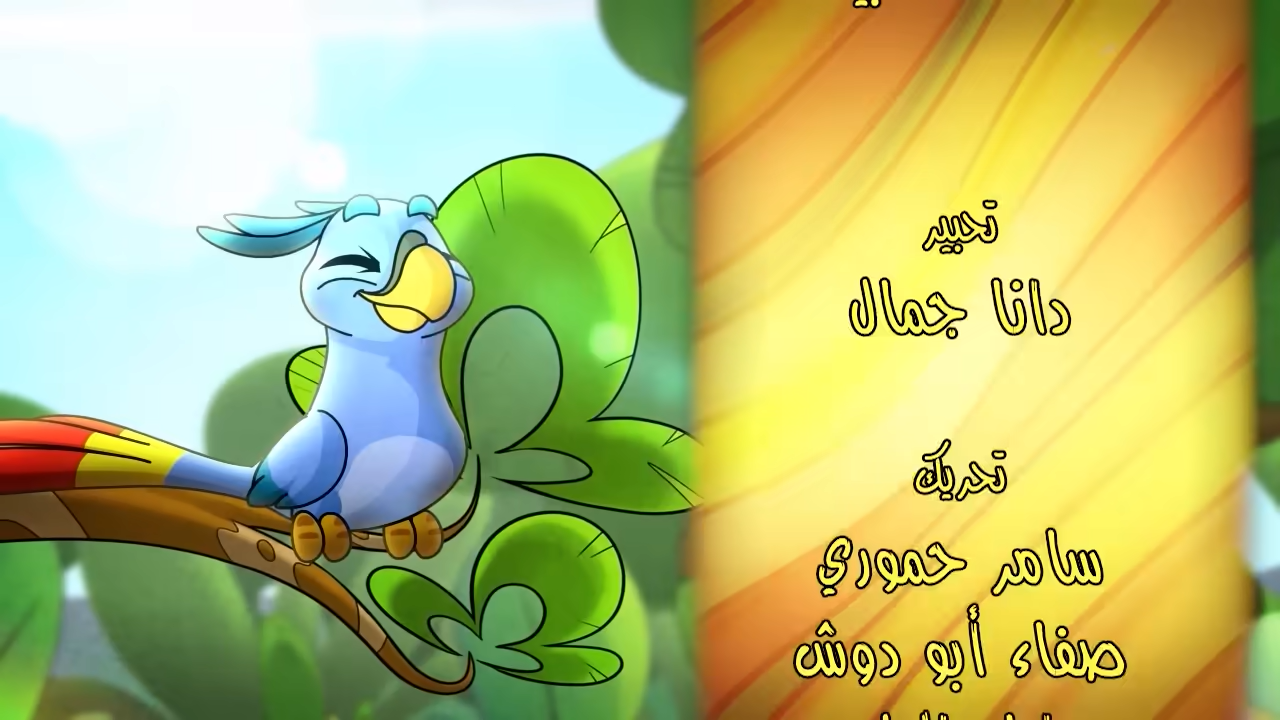 تحبير
دانا جمال
تحريك
سامر حموري
صفاء أبو دوش